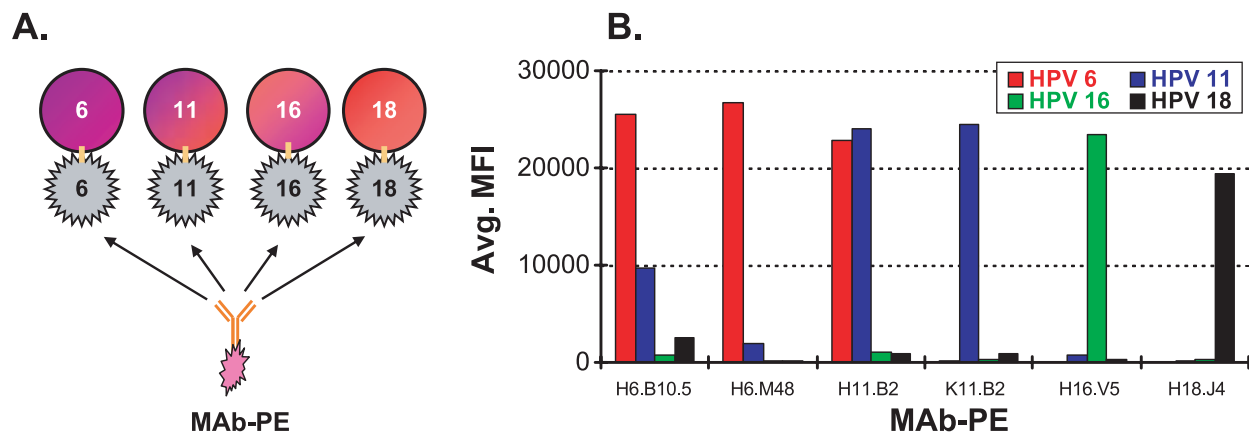 A.
6 11 16 18
6 11 16 18
MAb-PE
B.
Avg. MFI
30000
20000
10000
0
HPV 6 HPV 11
HPV 16 HPV 18
H6.B10.5 H6.M48 H11.B2 K11.B2 H16.V5 H18.J4
MAb-PE